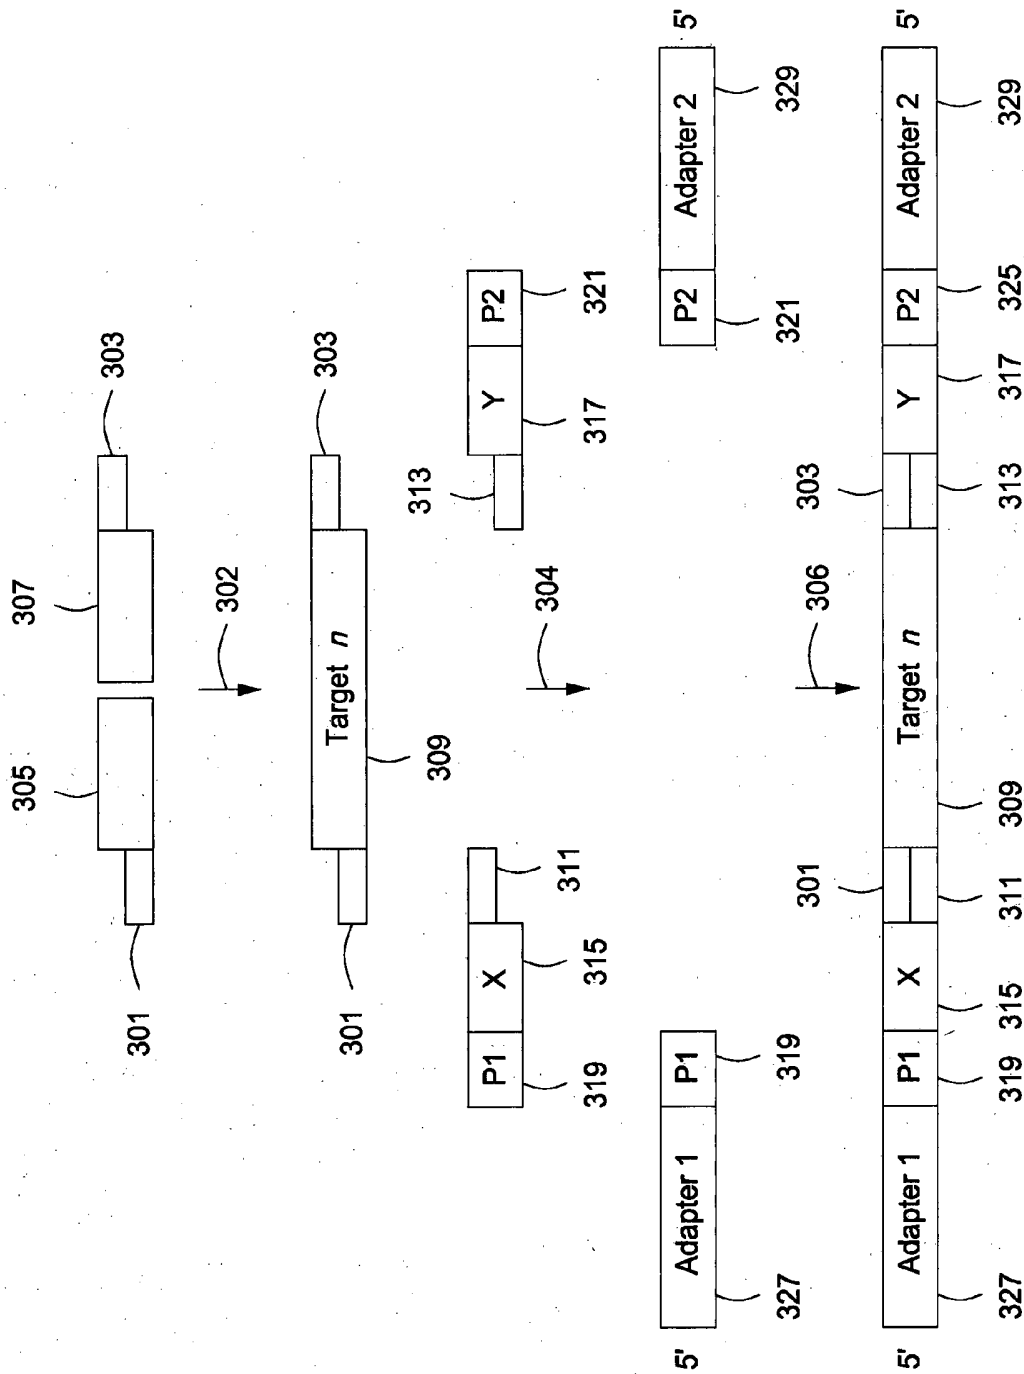 305 307
301 303
302
Target n
301 309 303
304
P1 X 311
319 315
313 Y P2
317 321
5' Adapter 1 P1
327 319
P2 Adapter 2 5'
321 329
306
301 303
5' Adapter 1 P1 X Target n Y P2 Adapter 2 5'
327 319 315 311 309 313 317 325 329